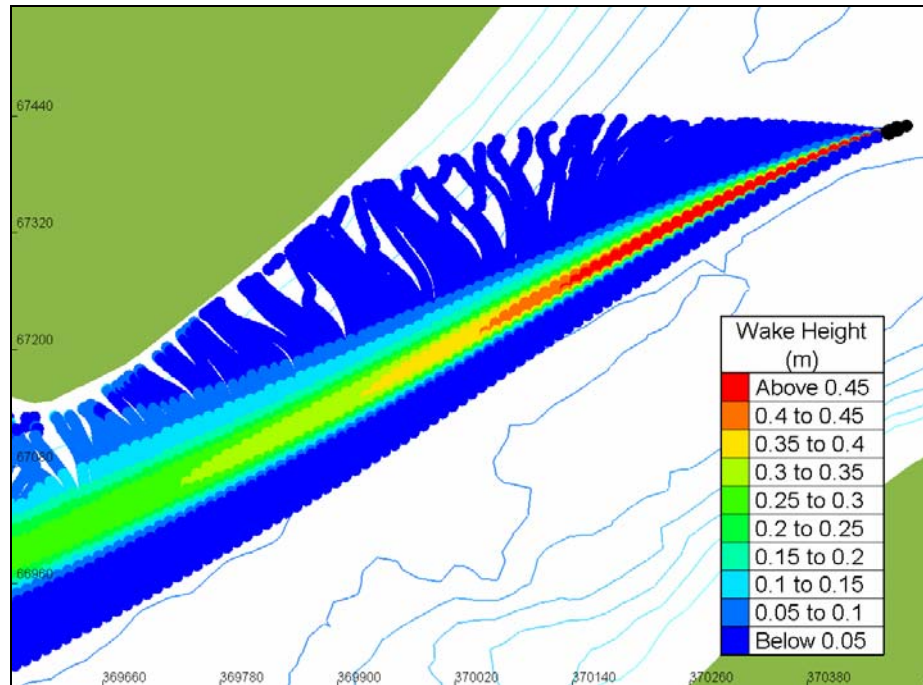 67440
67320
67200
67080
66960
369660
369780
369900
370020
370140
370260
370380
Wake Height
(m)
Above 0.45
0.4 to 0.45
0.35 to 0.4
0.3 to 0.35
0.25 to 0.3
0.2 to 0.25
0.15 to 0.2
0.1 to 0.15
0.05 to 0.1
Below 0.05